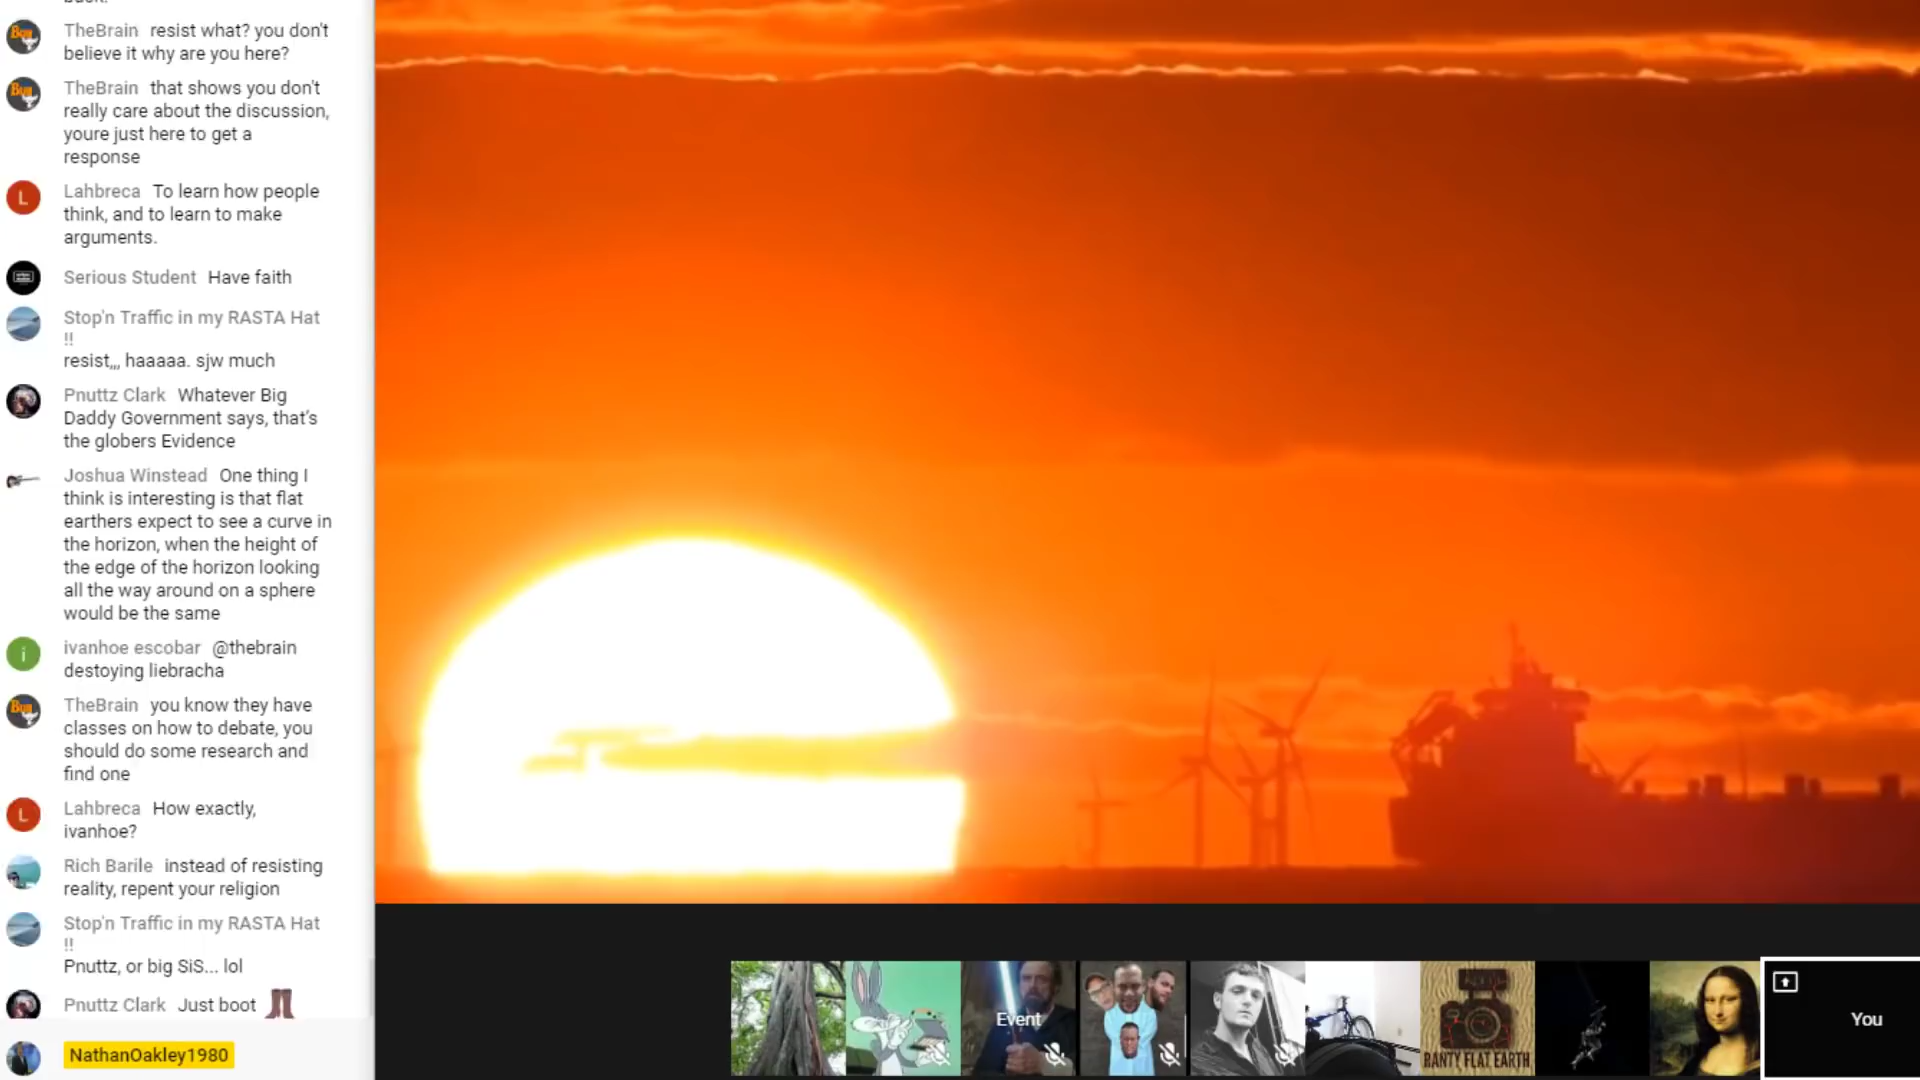 TheBrain resist what? you don't
believe it why are you here?
TheBrain that shows you don't
really care about the discussion,
youre just here to get a
response
L
Lahbreca To learn how people
think, and to learn to make
arguments.
Serious Student Have faith
Stop'n Traffic in my RASTA Hat
!!
resist,,, haaaaa. sjw much
Pnuttz Clark Whatever Big
Daddy Government says, that's
the globers Evidence
Joshua Winstead One thing I
think is interesting is that flat
earthers expect to see a curve in
the horizon, when the height of
the edge of the horizon looking
all the way around on a sphere
would be the same
i
ivanhoe escobar @thebrain
destoying liebracha
TheBrain you know they have
classes on how to debate, you
should do some research and
find one
L
Lahbreca How exactly,
ivanhoe?
Rich Barile instead of resisting
reality, repent your religion
Stop'n Traffic in my RASTA Hat
!!
Pnuttz, or big SiS... lol
Pnuttz Clark Just boot
NathanOakley1980
Event
RANTY FLAT EARTH
You